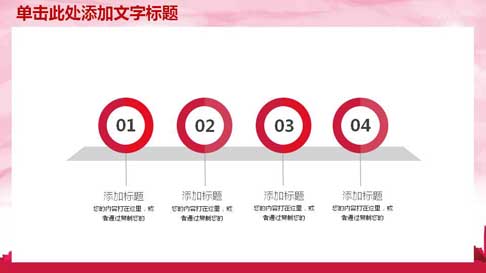 单击此处添加文字标题
01
02
03
04
添加标题
添加标题
添加标题
添加标题
您的内容打在这里，或
者通过复制您的
您的内容打在这里，或
者通过复制您的
您的内容打在这里，或
者通过复制您的
您的内容打在这里，或
者通过复制您的